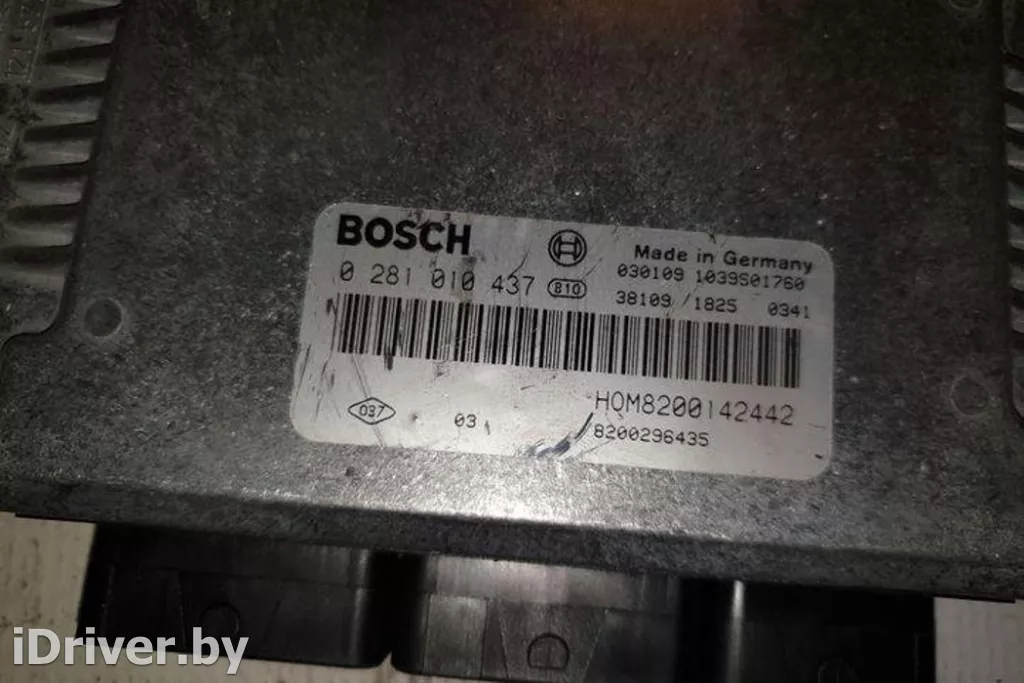 BOSCH
Made in Germany
0 281 010 437
810
030109 1039S01760
38109 /1825 0341
HOM8200142442
037
03
8200296435
iDriver.by